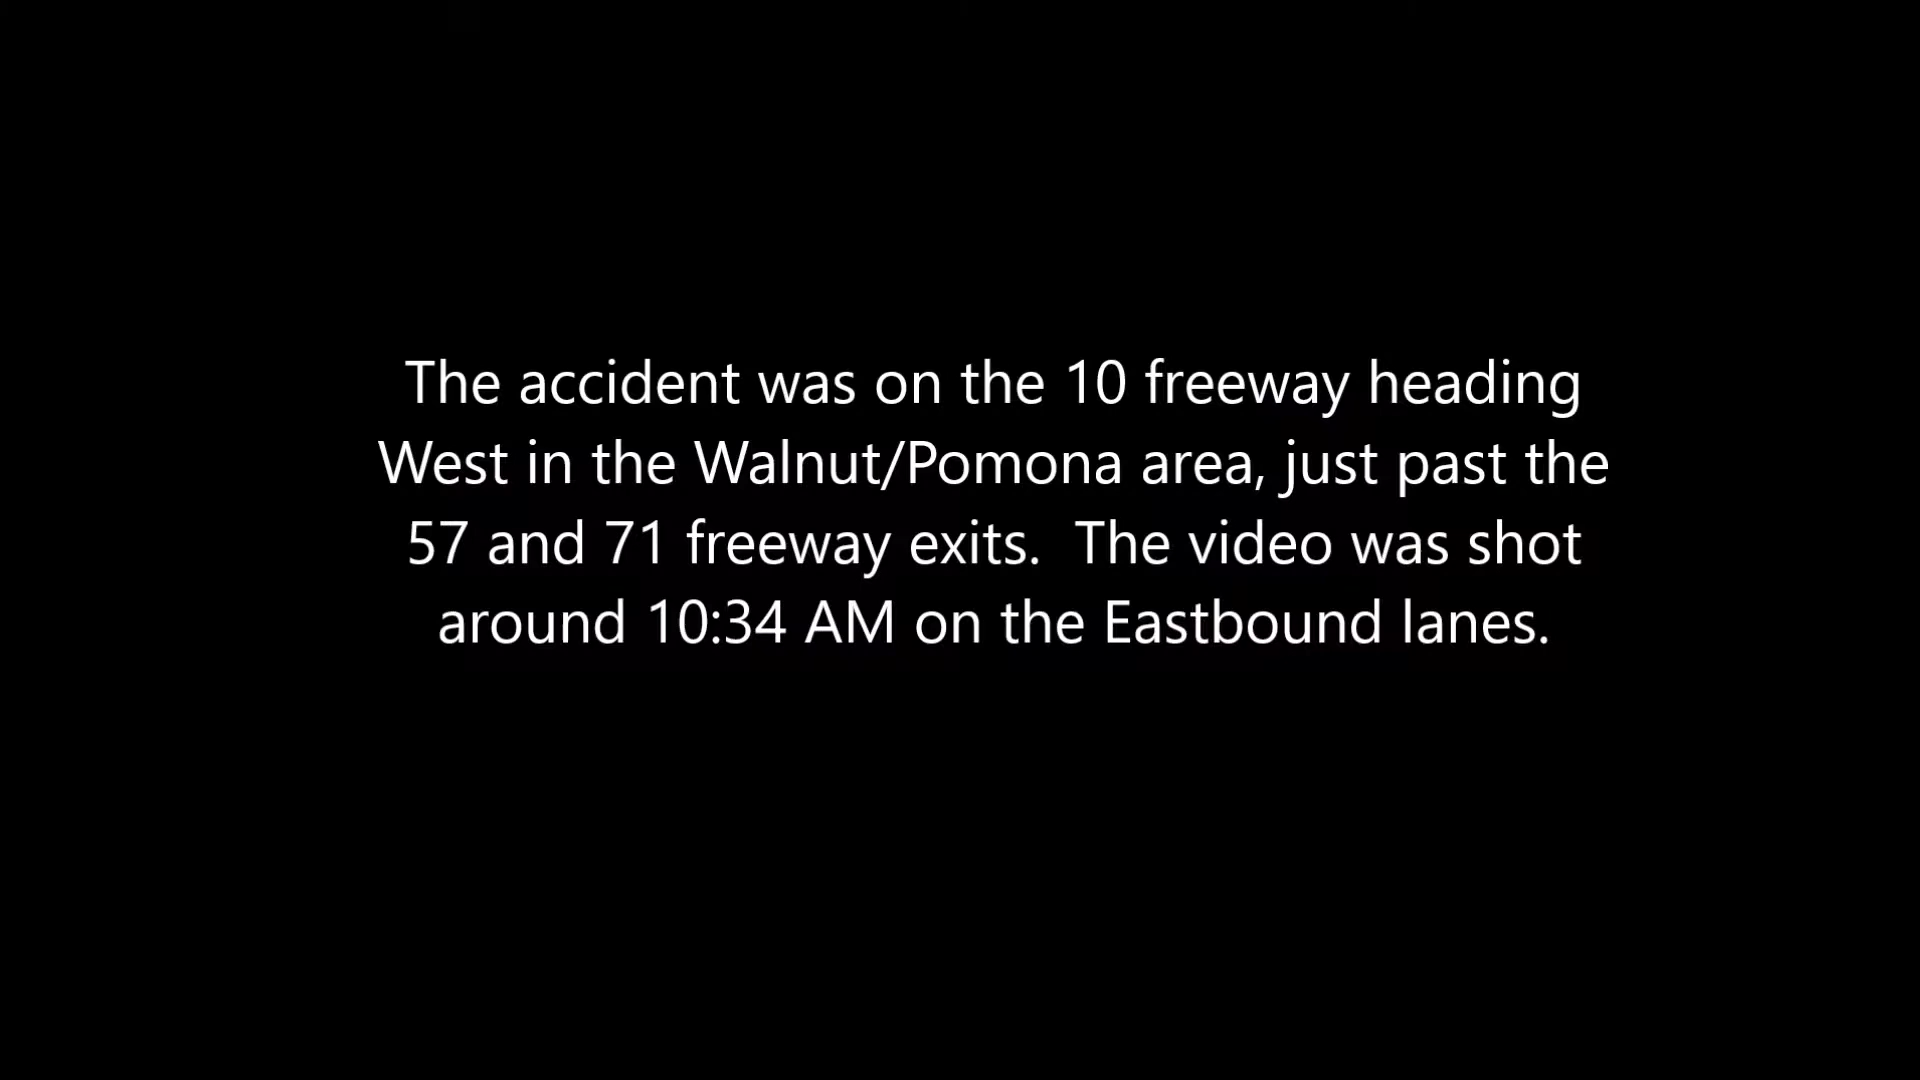 The accident was on the 10 freeway heading
West in the Walnut/Pomona area, just past the
57 and 71 freeway exits.  The video was shot
around 10:34 AM on the Eastbound lanes.